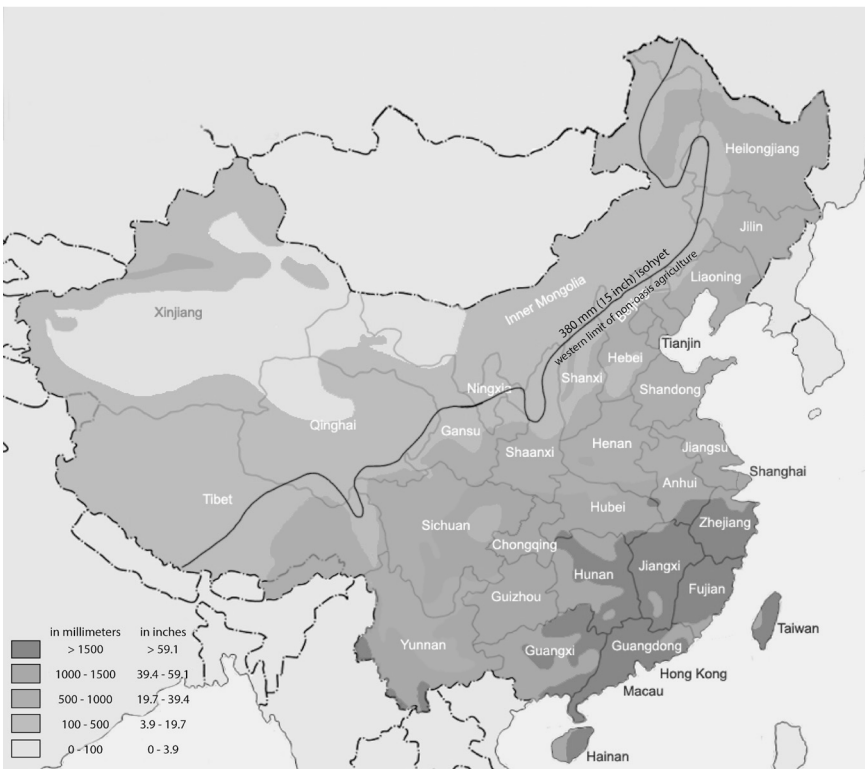 Heilongjiang
Jilin
Liaoning
380 mm (15 inch) isohyet
western limit of non-oasis agriculture
Inner Mongolia
Xinjiang
Tianjin
Hebei
Shanxi
Ningxia
Shandong
Qinghai
Gansu
Shaanxi
Henan
Jiangsu
Shanghai
Anhui
Tibet
Hubei
Sichuan
Zhejiang
Chongqing
Hunan
Jiangxi
Fujian
Guizhou
Taiwan
Yunnan
Guangxi
Guangdong
Hong Kong
Macau
Hainan
in millimeters in inches
> 1500 > 59.1
1000 - 1500 39.4 - 59.1
500 - 1000 19.7 - 39.4
100 - 500 3.9 - 19.7
0 - 100 0 - 3.9